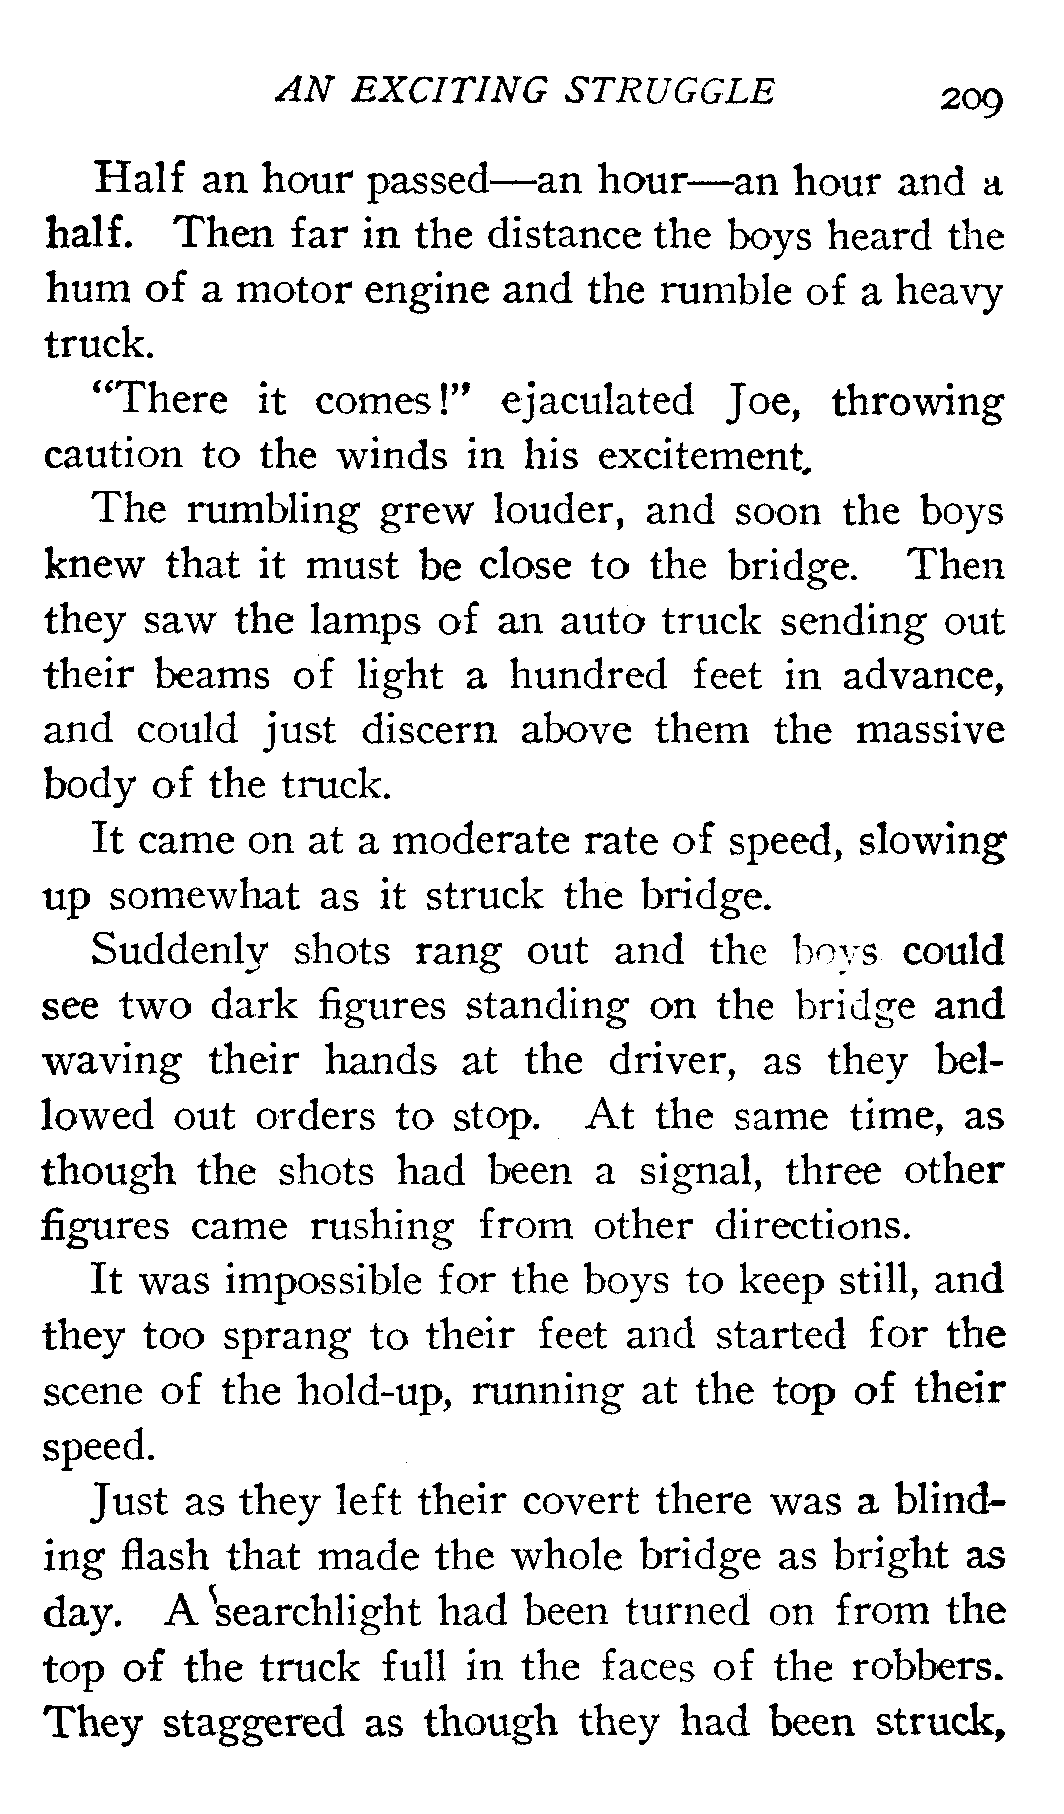 AN EXCITING STRUGGLE 209
Half an hour passed—an hour—an hour and a
half. Then far in the distance the boys heard the
hum of a motor engine and the rumble of a heavy
truck.
"There it comes!" ejaculated Joe, throwing
caution to the winds in his excitement.
The rumbling grew louder, and soon the boys
knew that it must be close to the bridge. Then
they saw the lamps of an auto truck sending out
their beams of light a hundred feet in advance,
and could just discern above them the massive
body of the truck.
It came on at a moderate rate of speed, slowing
up somewhat as it struck the bridge.
Suddenly shots rang out and the boys could
see two dark figures standing on the bridge and
waving their hands at the driver, as they bel-
lowed out orders to stop. At the same time, as
though the shots had been a signal, three other
figures came rushing from other directions.
It was impossible for the boys to keep still, and
they too sprang to their feet and started for the
scene of the hold-up, running at the top of their
speed.
Just as they left their covert there was a blind-
ing flash that made the whole bridge as bright as
day. A searchlight had been turned on from the
top of the truck full in the faces of the robbers.
They staggered as though they had been struck,